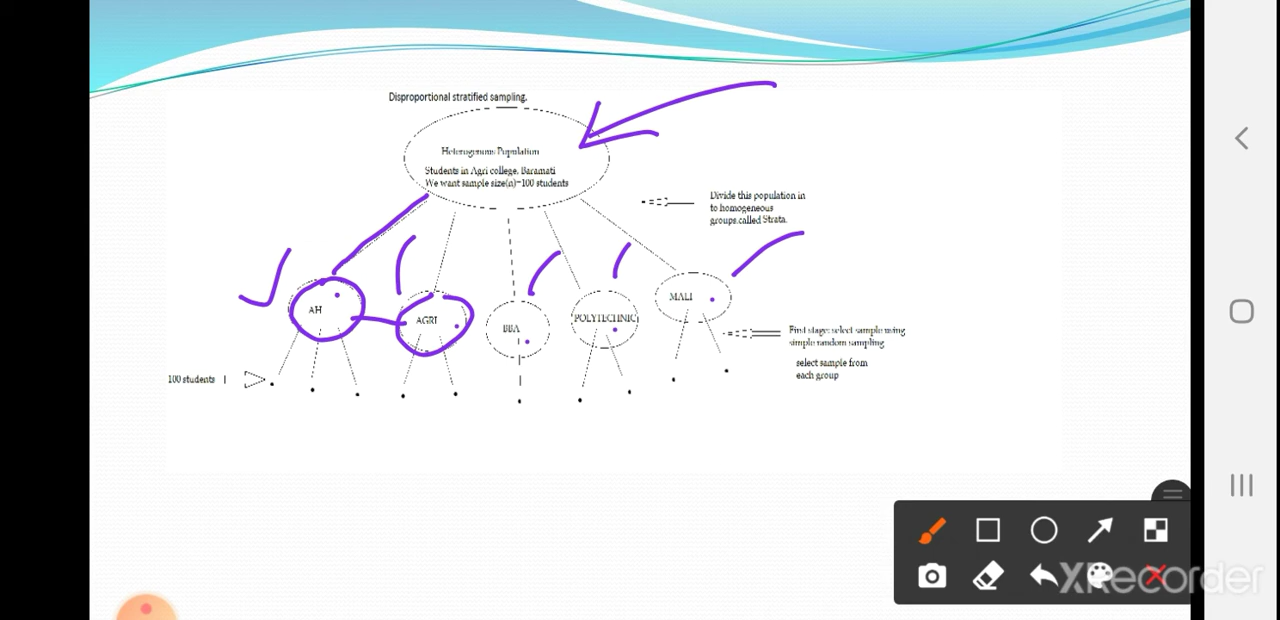 Disproportional stratified sampling.
Heterogenous Population
Students in Agri college, Baramati
We want sample size(n)=100 students
Divide this population in
to homogeneous
groups.called Strata.
AH
AGRI
BBA
POLYTECHNIC
MALI
First stage: select sample using
simple random sampling
select sample from
each group
100 students
XRecorder